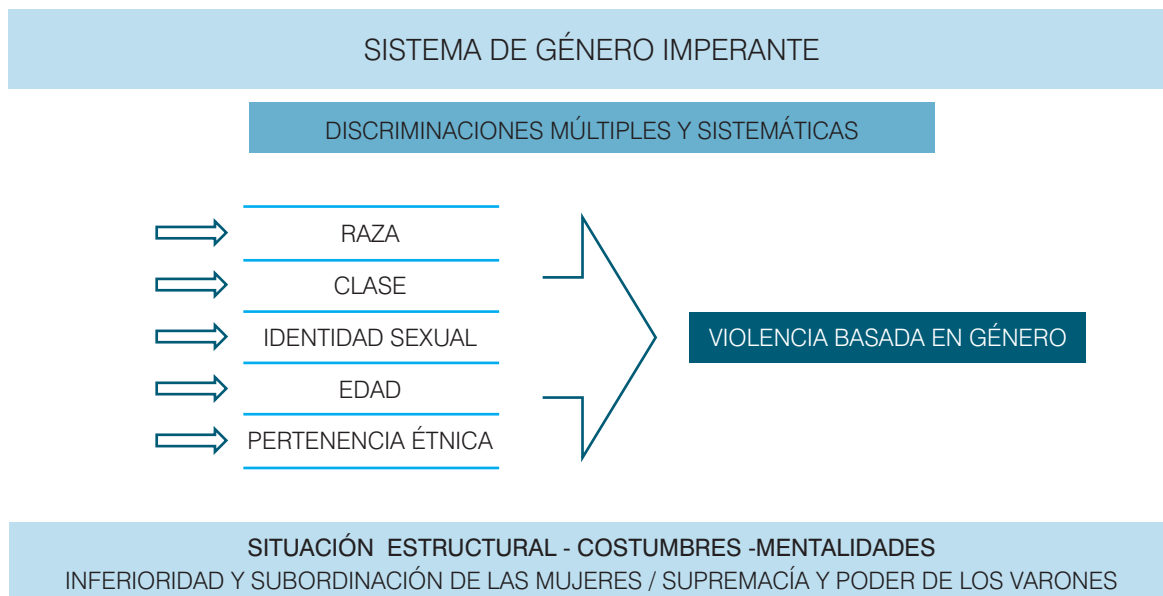 SISTEMA DE GÉNERO IMPERANTE
DISCRIMINACIONES MÚLTIPLES Y SISTEMÁTICAS
RAZA
CLASE
IDENTIDAD SEXUAL
EDAD
PERTENENCIA ÉTNICA
VIOLENCIA BASADA EN GÉNERO
SITUACIÓN ESTRUCTURAL - COSTUMBRES -MENTALIDADES
INFERIORIDAD Y SUBORDINACIÓN DE LAS MUJERES / SUPREMACÍA Y PODER DE LOS VARONES